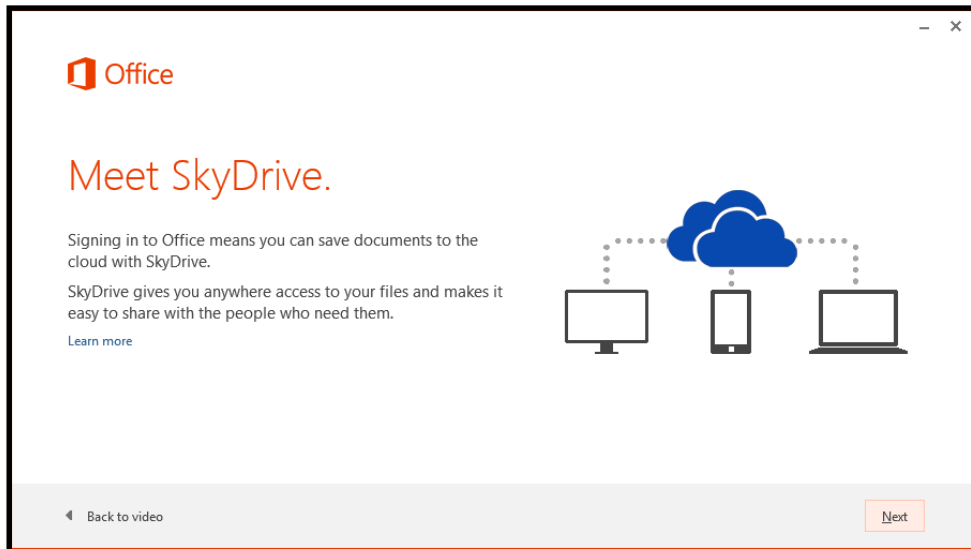 Office
Meet SkyDrive.
Signing in to Office means you can save documents to the
cloud with SkyDrive.
SkyDrive gives you anywhere access to your files and makes it
easy to share with the people who need them.
Learn more
Back to video
Next